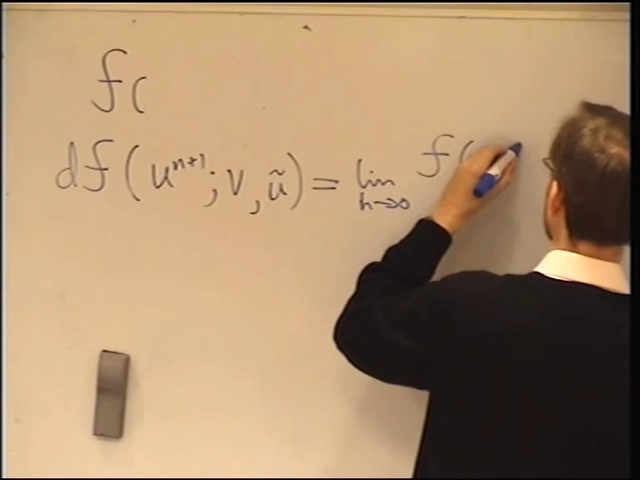 f(
df(u^{n+1}; v, ũ) = lim_{h→0} f(